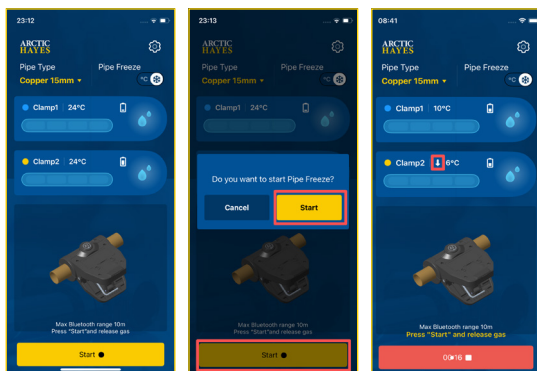 23:12
ARCTIC
HAYES
Pipe Type Pipe Freeze
Copper 15mm
°C
Clamp1 24°C
Clamp2 24°C
Max Bluetooth range 10m
Press "Start"and release gas
Start
23:13
ARCTIC
HAYES
Pipe Type Pipe Freeze
Copper 15mm
°C
Clamp1 24°C
Do you want to start Pipe Freeze?
Cancel Start
Max Bluetooth range 10m
Press "Start"and release gas
Start
08:41
ARCTIC
HAYES
Pipe Type Pipe Freeze
Copper 15mm
°C
Clamp1 10°C
Clamp2 6°C
Max Bluetooth range 10m
Press "Start" and release gas
00:16